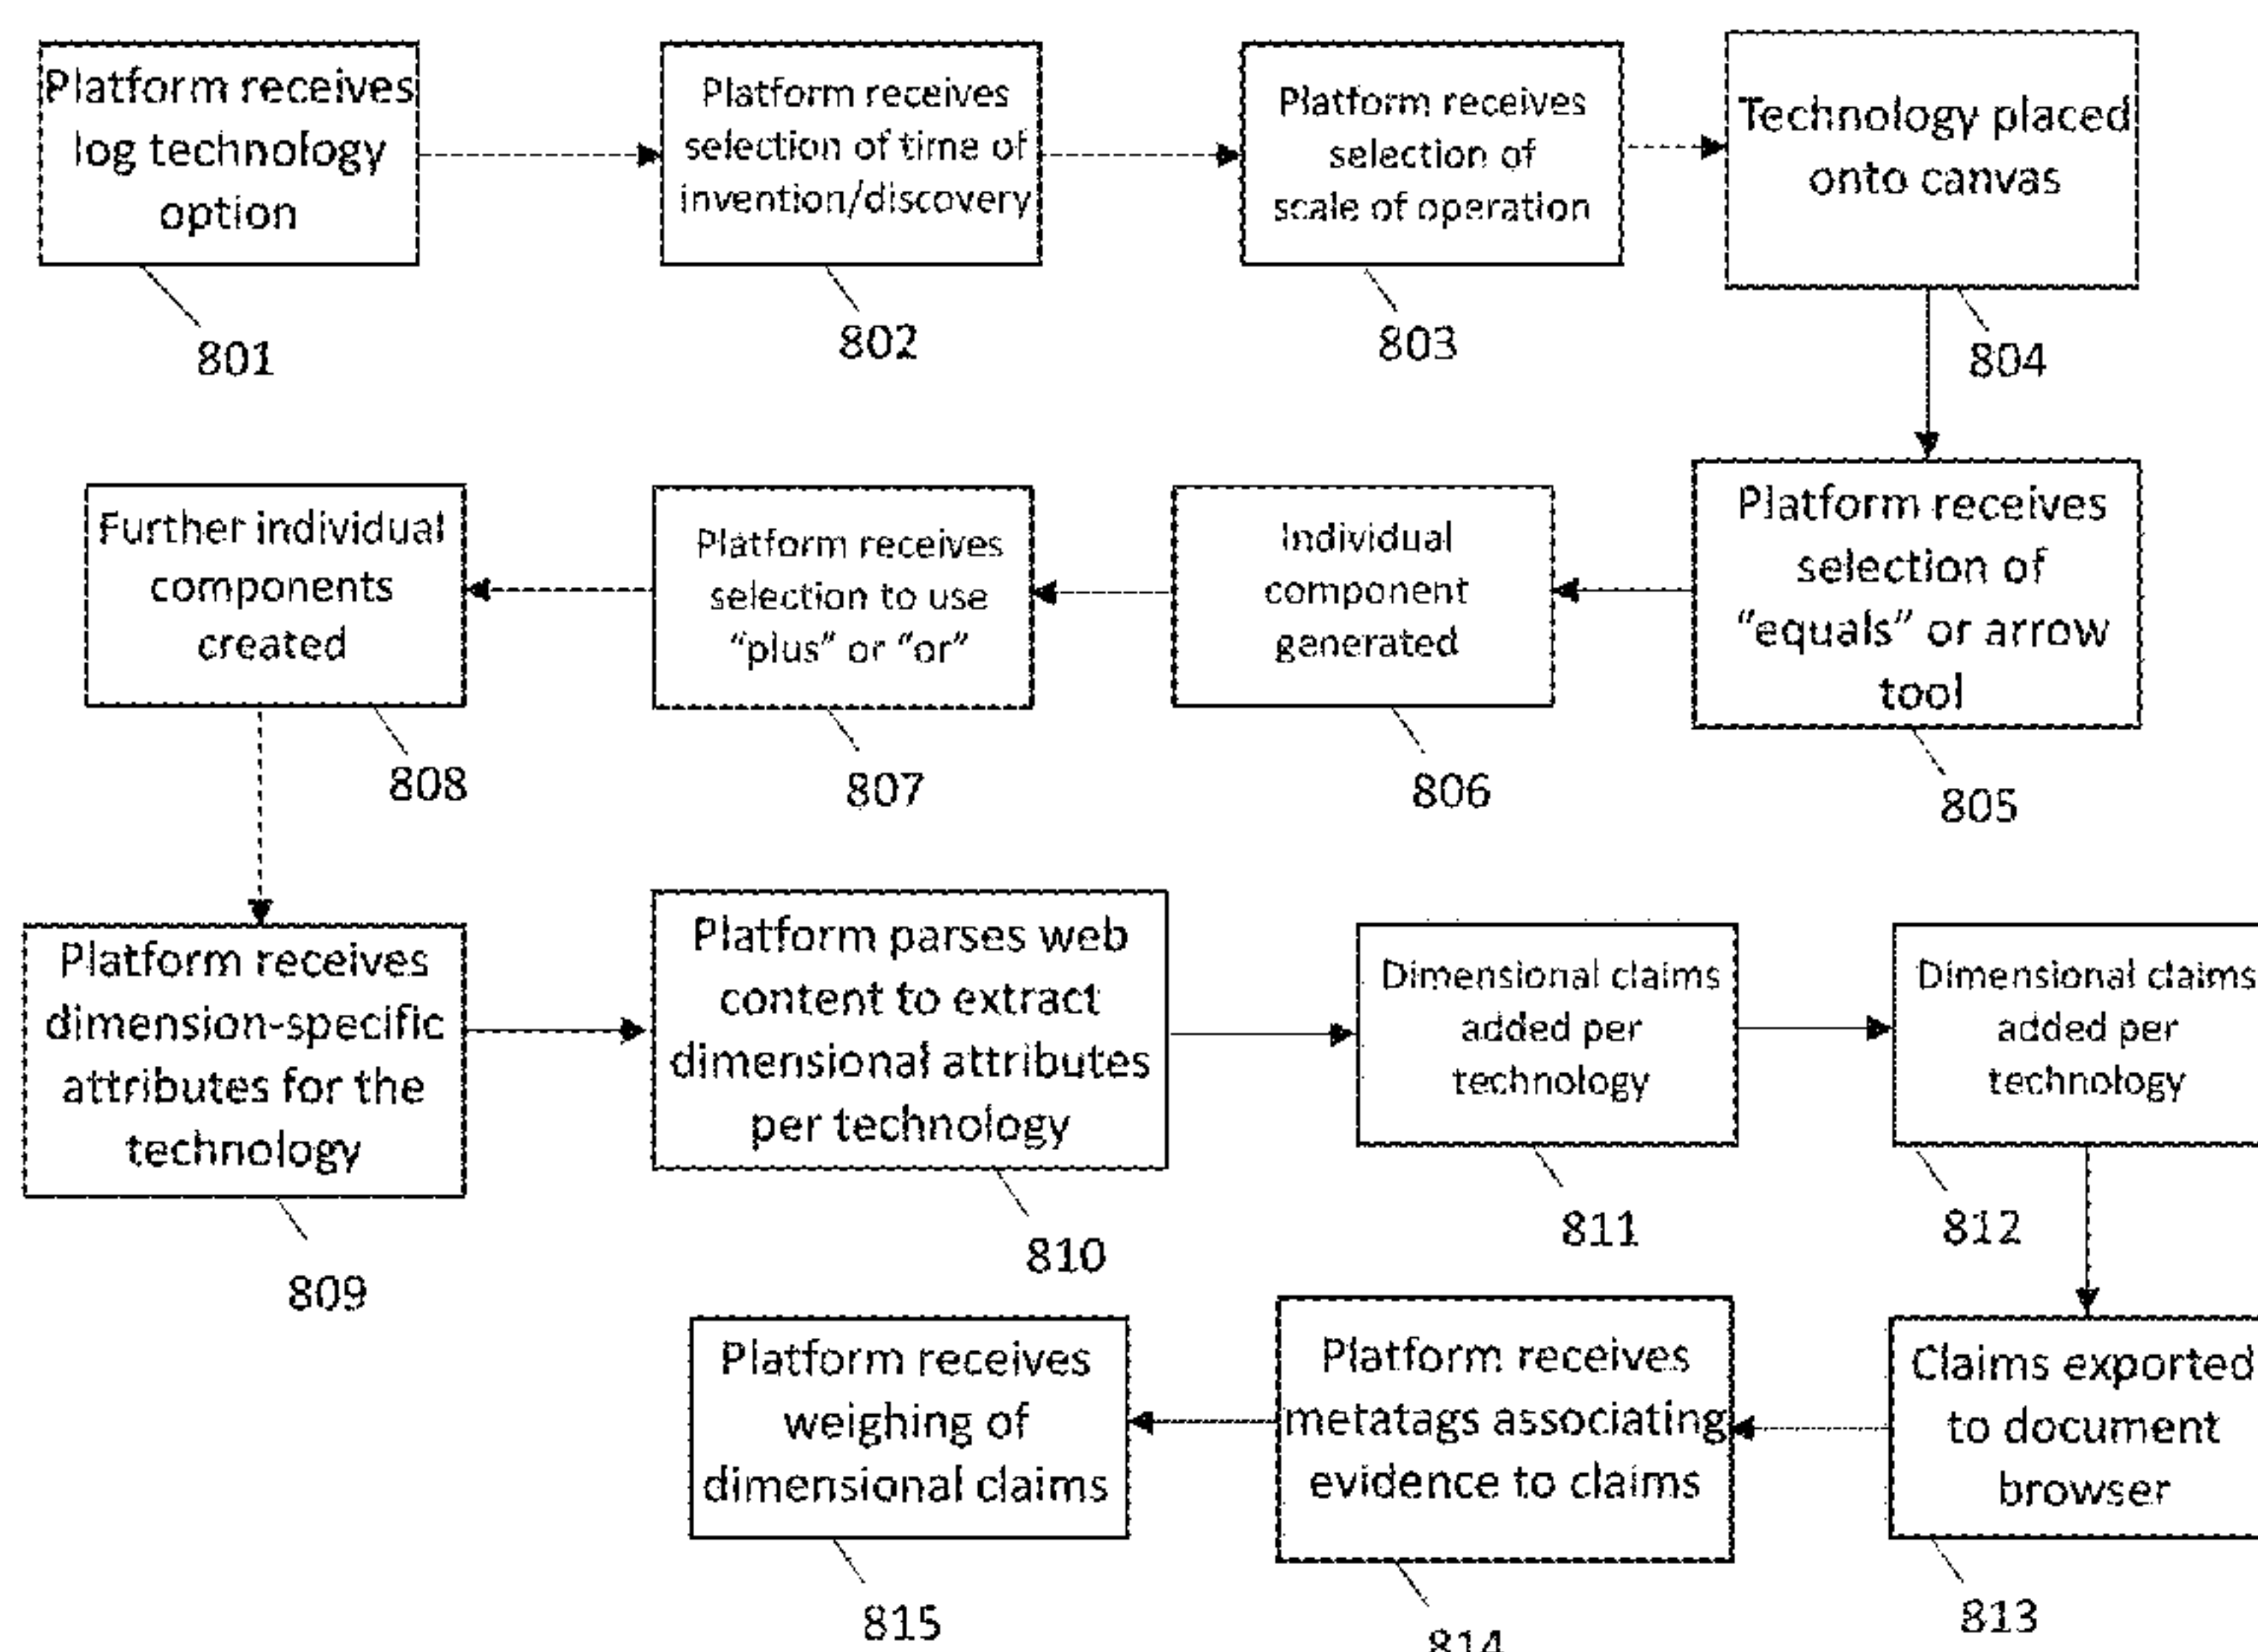 Platform receives
log technology
option
801
Platform receives
selection of time of
invention/discovery
802
Platform receives
selection of
scale of operation
803
Technology placed
onto canvas
804
Platform receives
selection of
“equals” or arrow
tool
805
Individual
component
generated
806
Platform receives
selection to use
“plus” or “or”
807
Further individual
components
created
808
Platform receives
dimension-specific
attributes for the
technology
809
Platform parses web
content to extract
dimensional attributes
per technology
810
Dimensional claims
added per
technology
811
Dimensional claims
added per
technology
812
Claims exported
to document
browser
813
Platform receives
metatags associating
evidence to claims
814
Platform receives
weighing of
dimensional claims
815